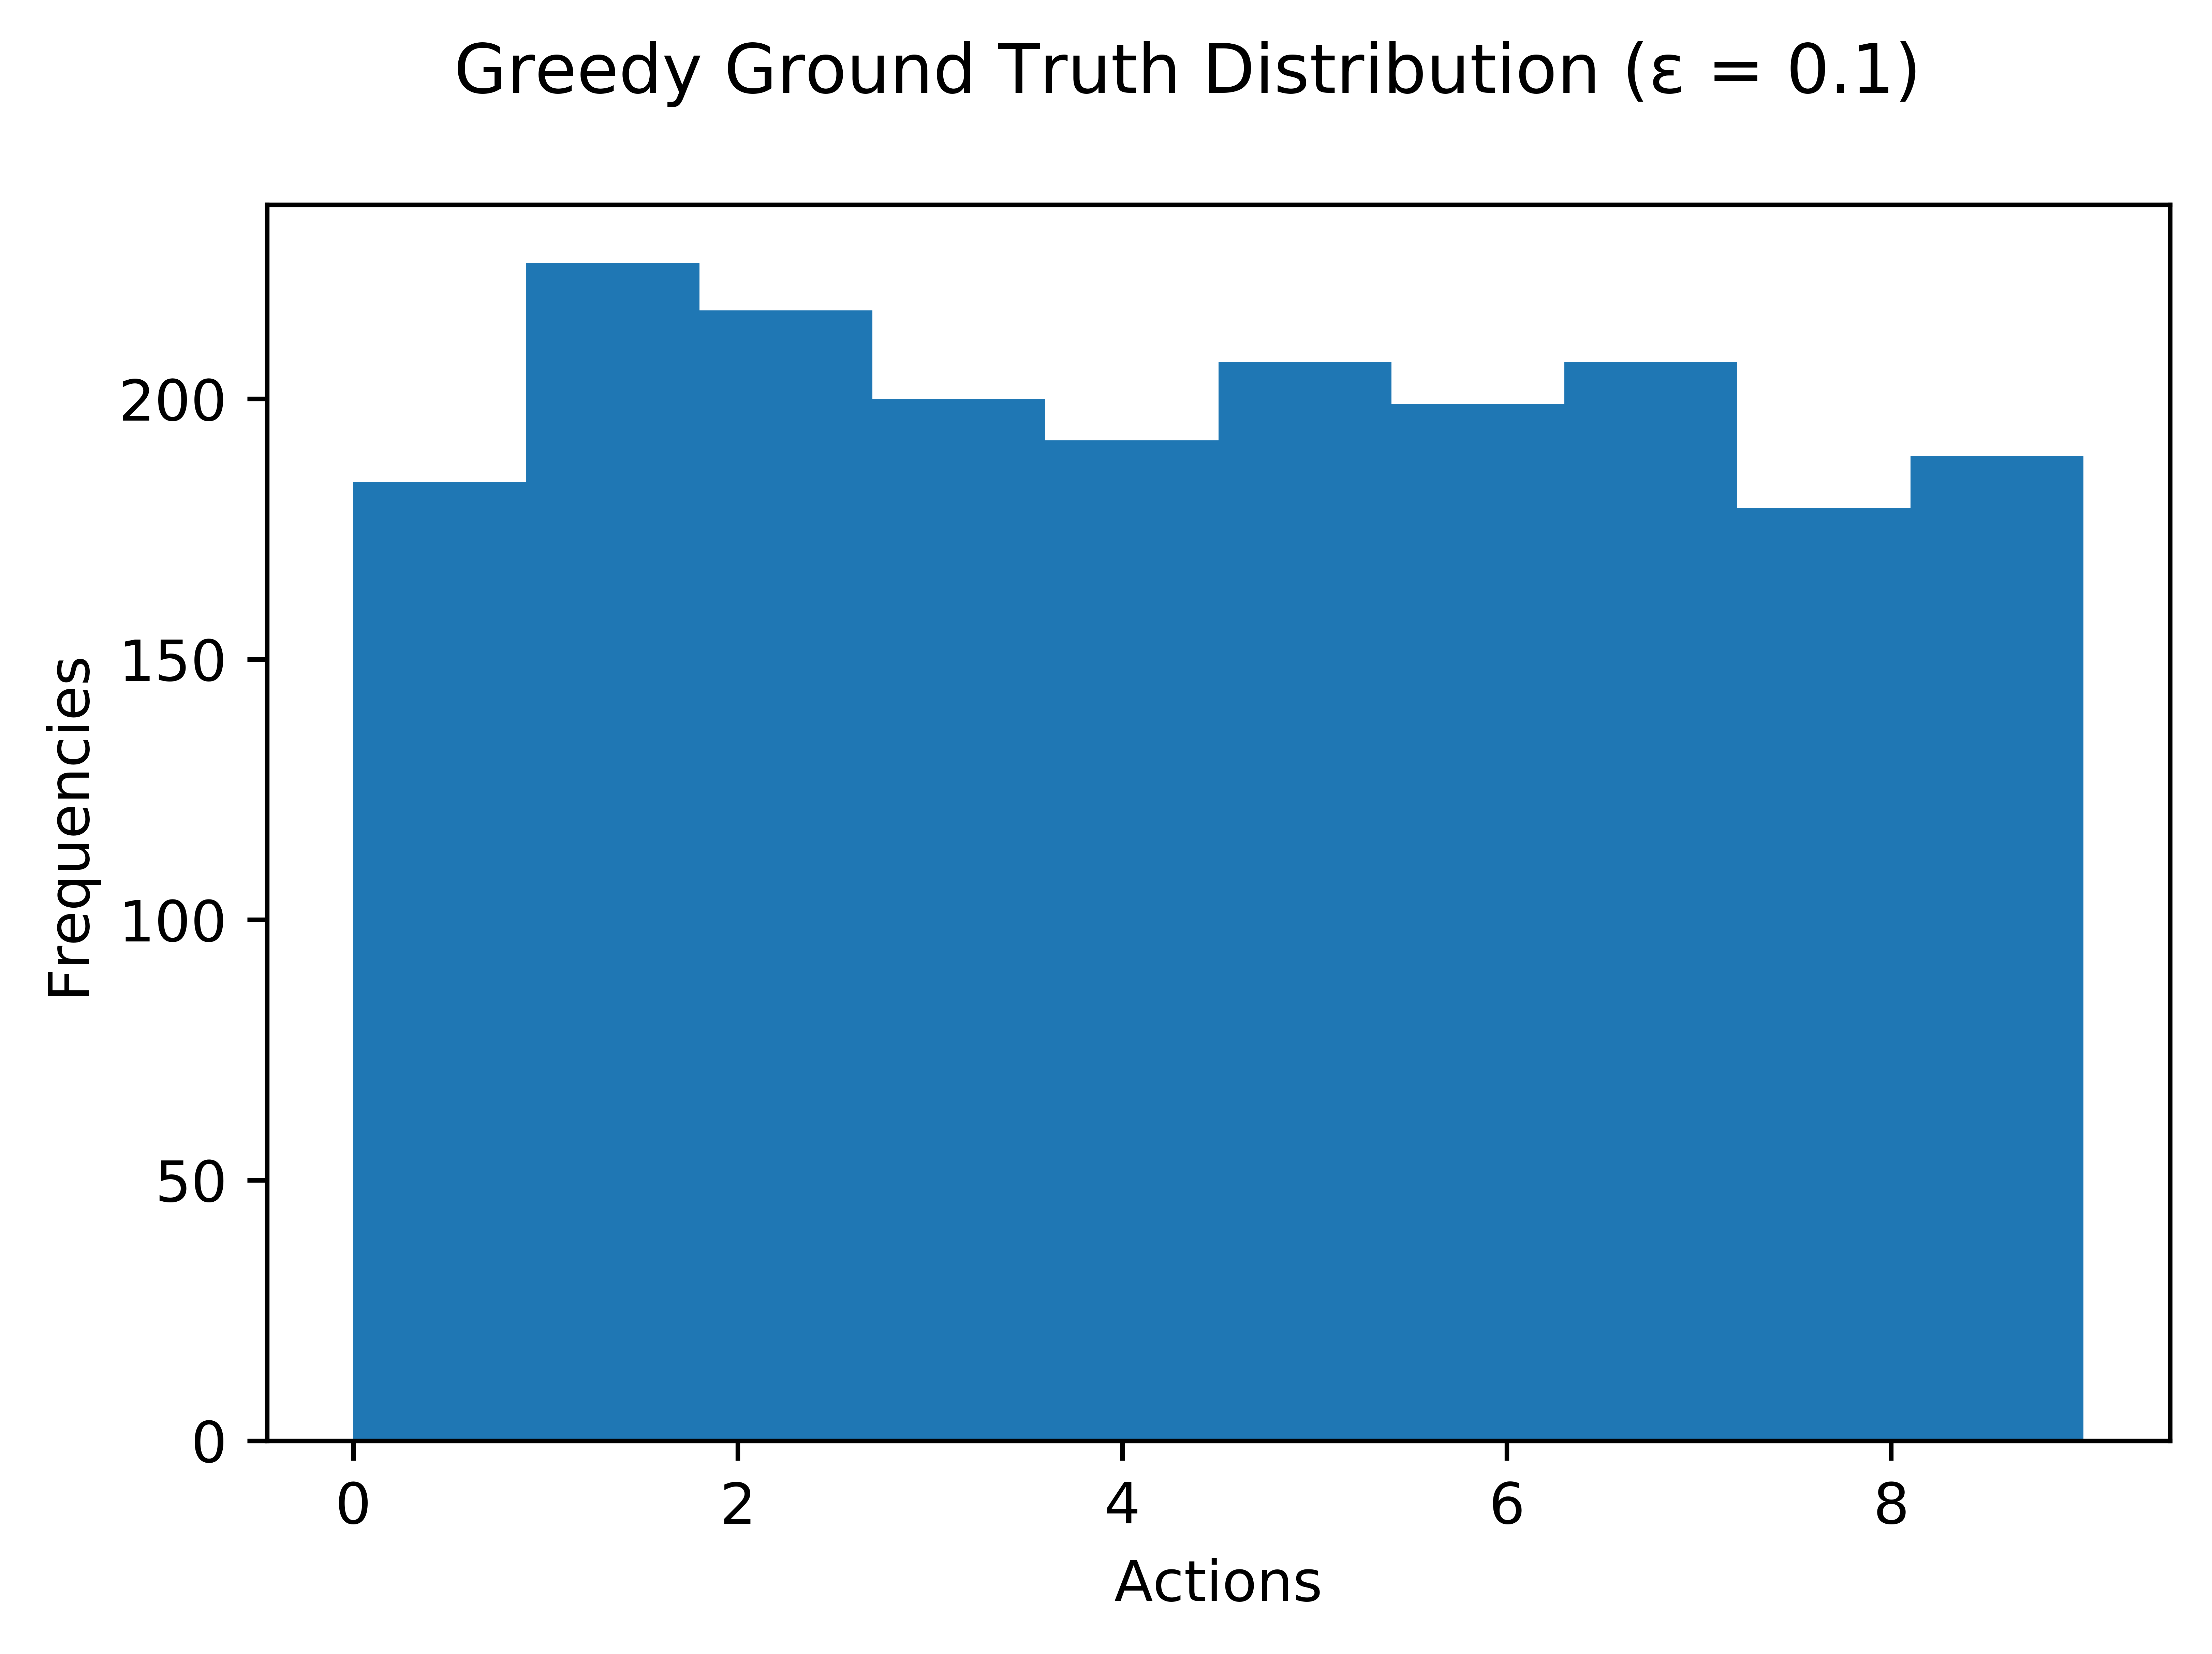 Greedy Ground Truth Distribution (ε = 0.1)
Frequencies
200
150
100
50
0
0 2 4 6 8
Actions